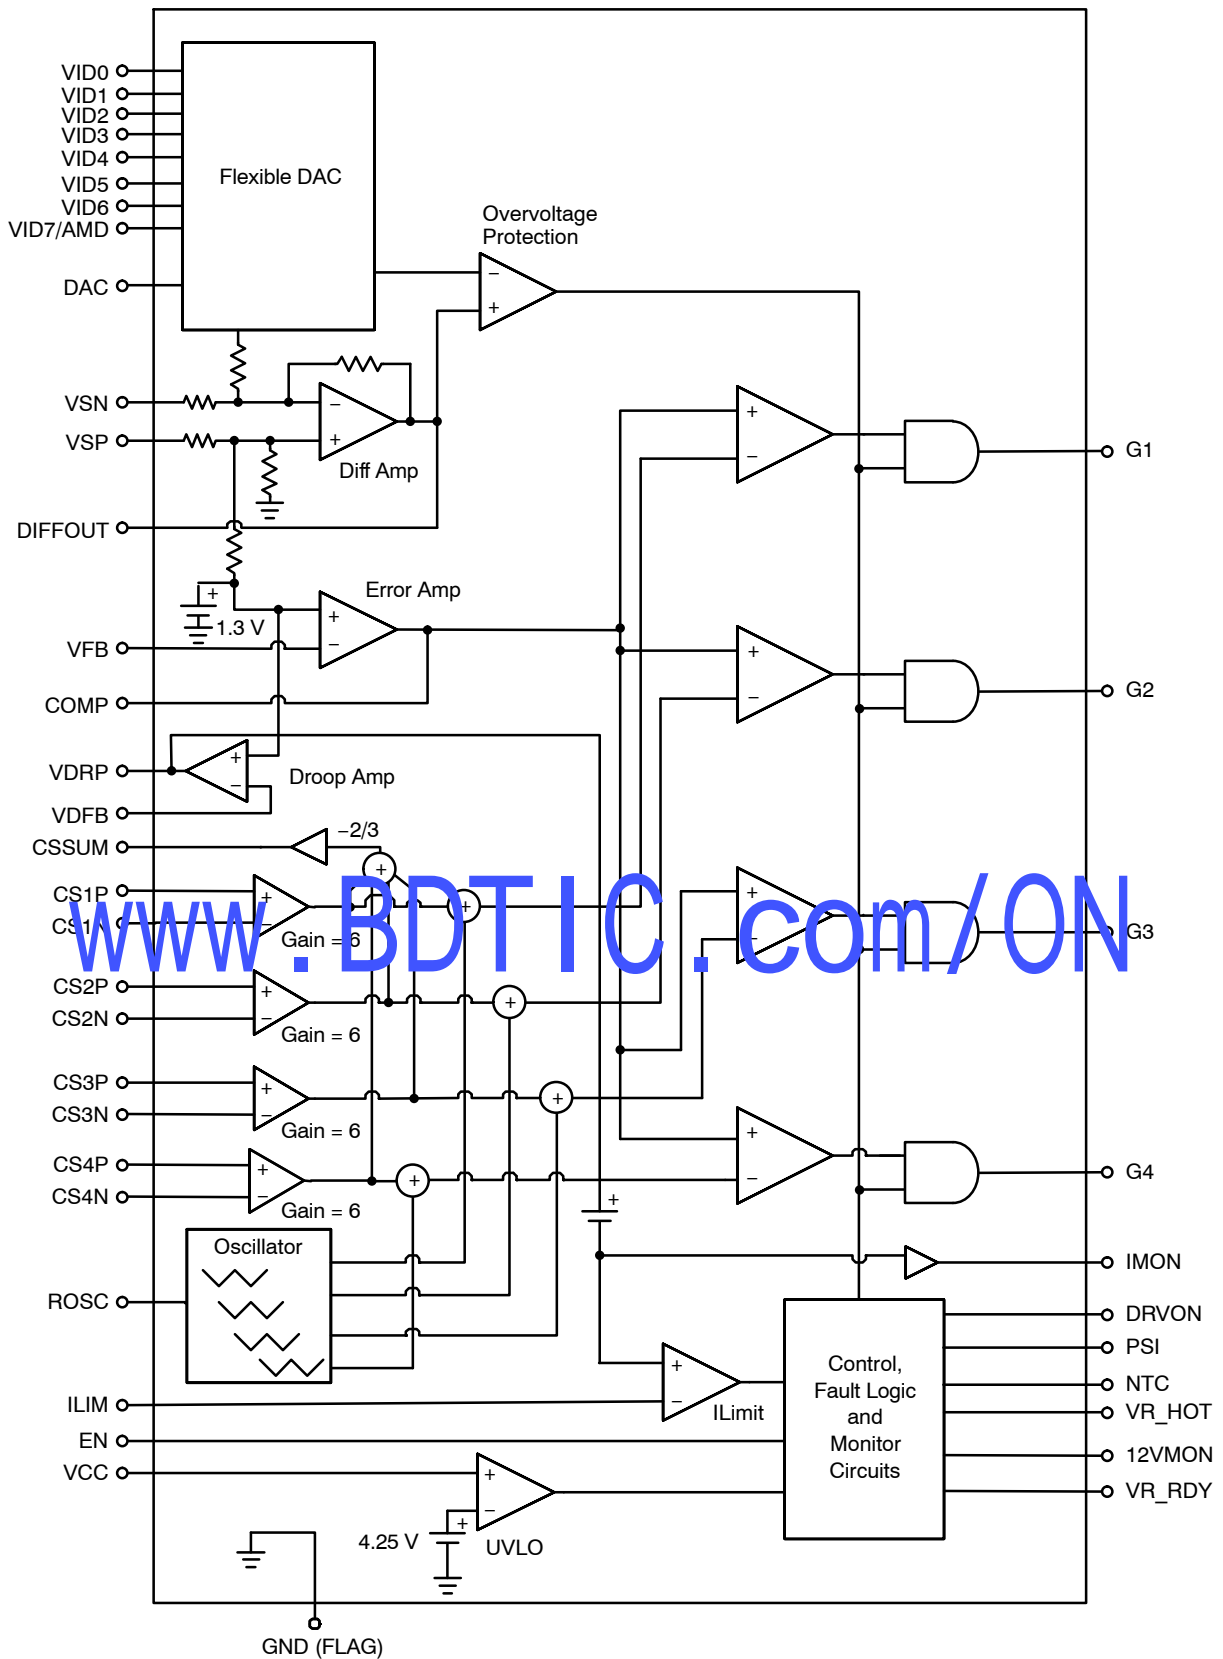 VID0
VID1
VID2
VID3
VID4
VID5
VID6
VID7/AMD
DAC
Flexible DAC
Overvoltage
Protection
−
+
VSN
VSP
−
+
Diff Amp
DIFFOUT
+
1.3 V
Error Amp
+
−
VFB
COMP
VDRP
VDFB
+
−
Droop Amp
CSSUM
−2/3
+
CS1P
CS1N
+
−
Gain = 6
+
CS2P
CS2N
+
−
Gain = 6
+
CS3P
CS3N
+
−
Gain = 6
+
CS4P
CS4N
+
−
Gain = 6
+
www.BDTIC.com/ON
+
−
G1
+
−
G2
+
−
G3
+
−
G4
Oscillator
ROSC
+
IMON
ILIM
+
−
ILimit
EN
VCC
+
−
UVLO
+
4.25 V
Control,
Fault Logic
and
Monitor
Circuits
DRVON
PSI
NTC
VR_HOT
12VMON
VR_RDY
GND (FLAG)